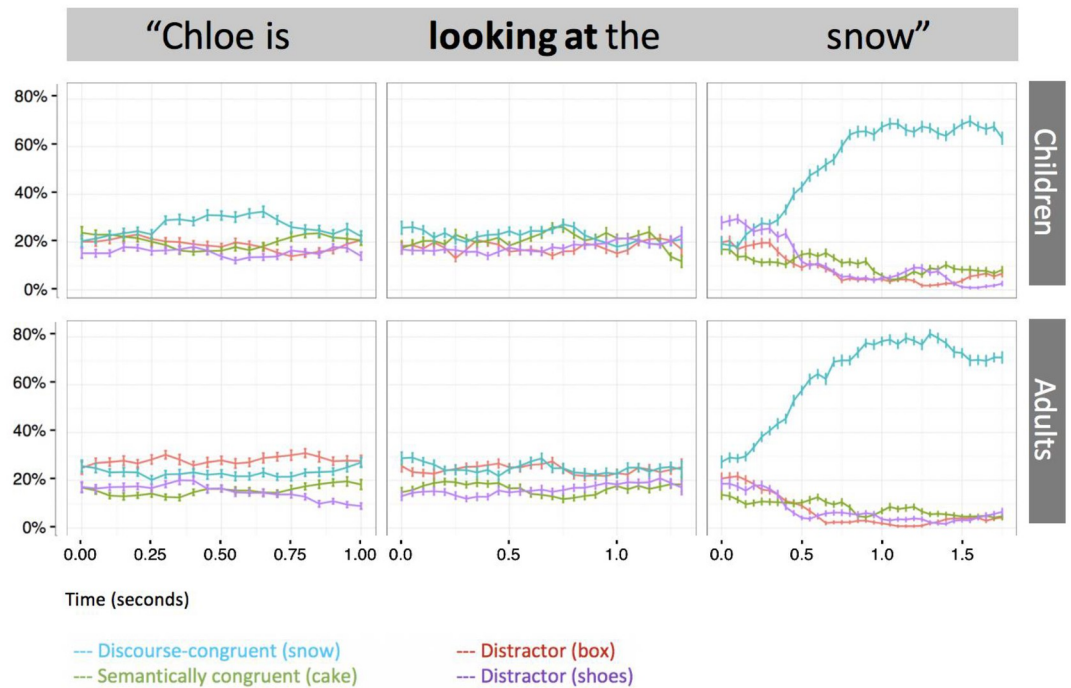 “Chloe is looking at the snow”
80%
60%
40%
20%
0%
Children
80%
60%
40%
20%
0%
Adults
0.00 0.25 0.50 0.75 1.00 0.0 0.5 1.0 0.0 0.5 1.0 1.5
Time (seconds)
--- Discourse-congruent (snow) --- Distractor (box)
--- Semantically congruent (cake) --- Distractor (shoes)